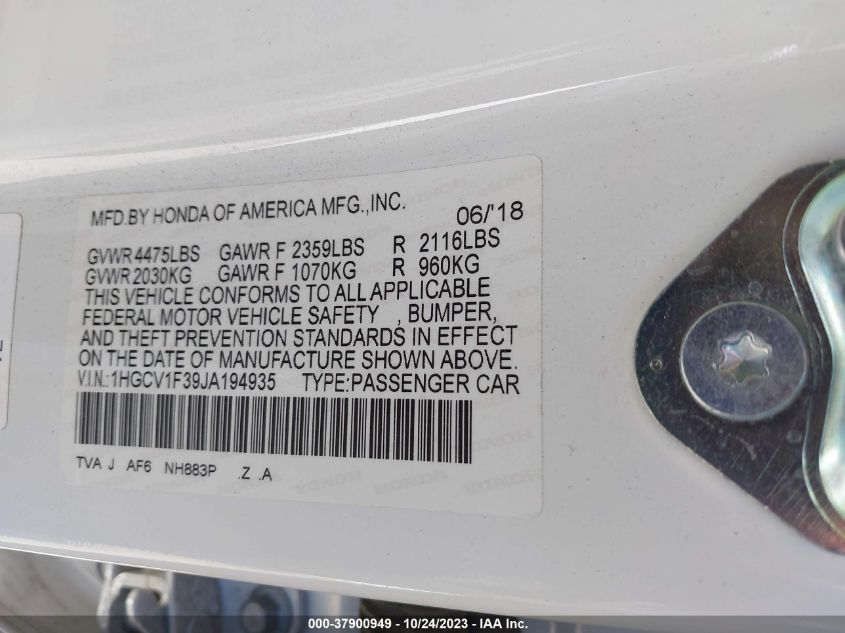 MFD.BY HONDA OF AMERICA MFG.,INC. 06/'18
GVWR 4475LBS GAWR F 2359LBS R 2116LBS
GVWR 2030KG GAWR F 1070KG R 960KG
THIS VEHICLE CONFORMS TO ALL APPLICABLE
FEDERAL MOTOR VEHICLE SAFETY , BUMPER,
AND THEFT PREVENTION STANDARDS IN EFFECT
ON THE DATE OF MANUFACTURE SHOWN ABOVE.
V.I.N.:1HGCV1F39JA194935 TYPE:PASSENGER CAR
TVA J AF6 NH883P .Z .A
000-37900949 - 10/24/2023 - IAA Inc.